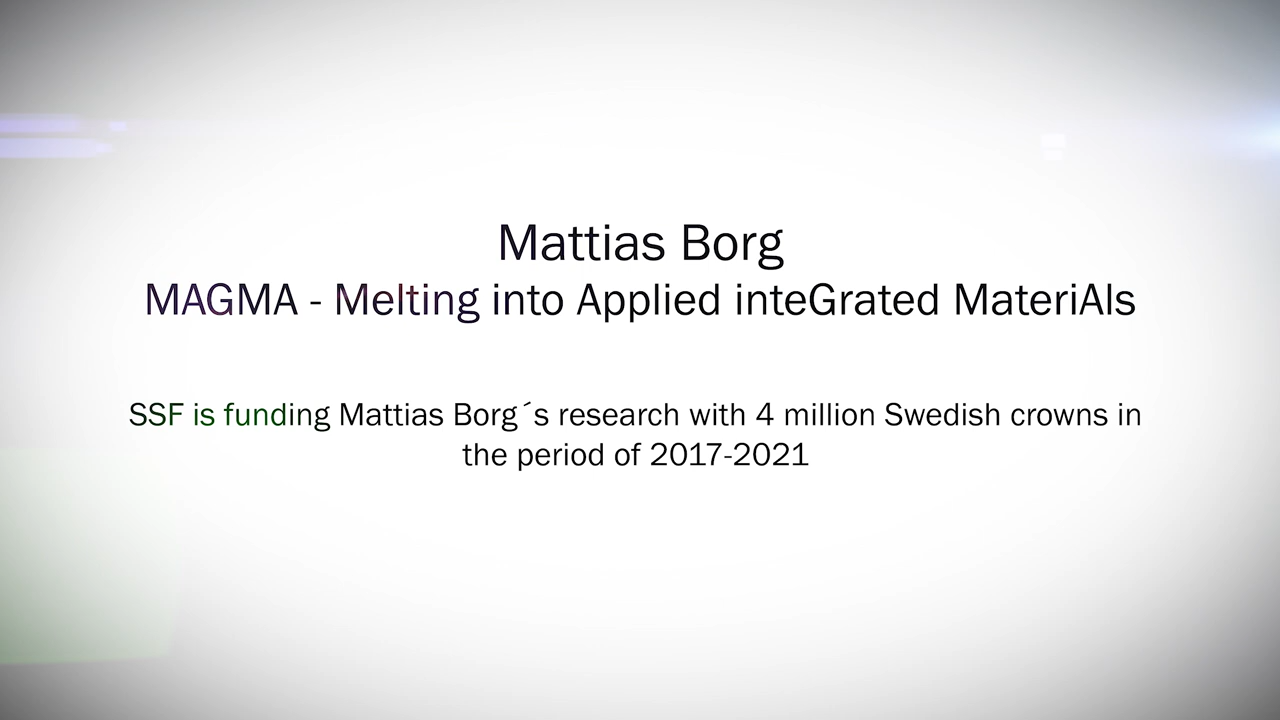 Mattias Borg
MAGMA - Melting into Applied inteGrated MateriAls
SSF is funding Mattias Borg´s research with 4 million Swedish crowns in
the period of 2017-2021